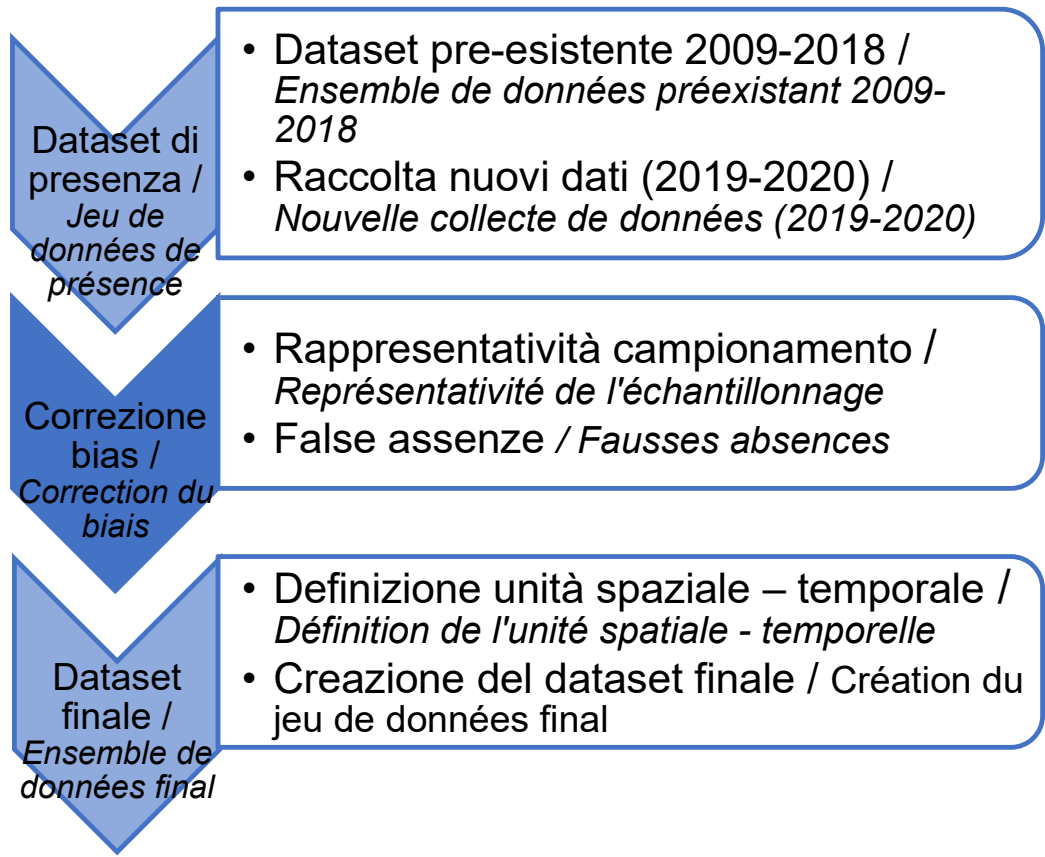 Dataset di
presenza /
Jeu de
données de
présence
• Dataset pre-esistente 2009-2018 /
Ensemble de données préexistant 2009-
2018
• Raccolta nuovi dati (2019-2020) /
Nouvelle collecte de données (2019-2020)
Correzione
bias /
Correction du
biais
• Rappresentatività campionamento /
Représentativité de l'échantillonnage
• False assenze / Fausses absences
Dataset
finale /
Ensemble de
données final
• Definizione unità spaziale – temporale /
Définition de l'unité spatiale - temporelle
• Creazione del dataset finale / Création du
jeu de données final